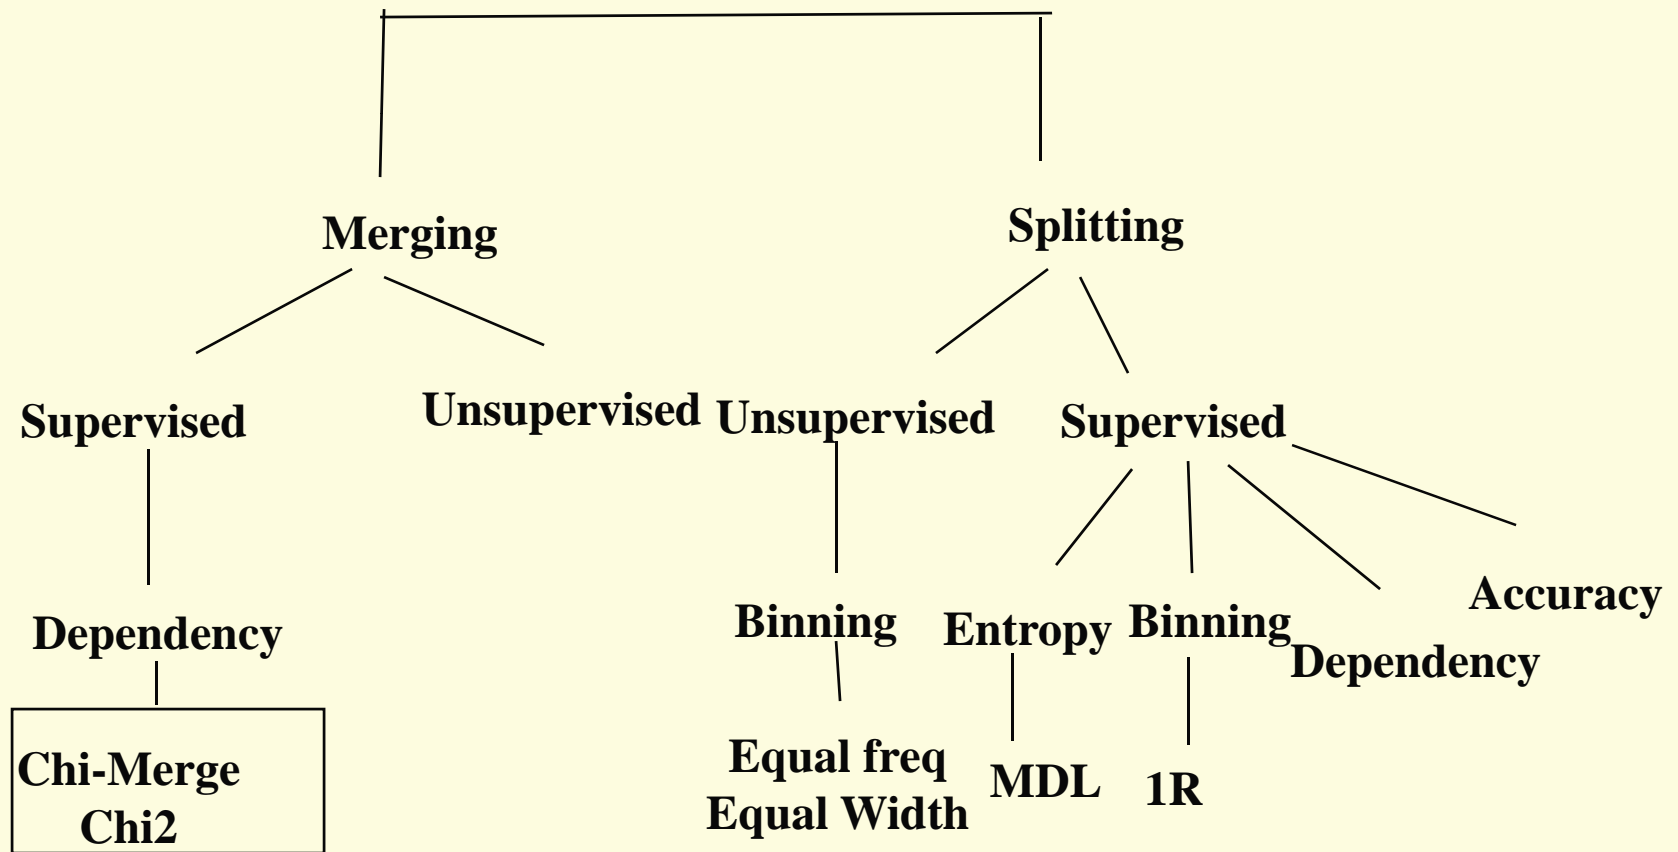 Merging
Splitting
Supervised
Unsupervised
Unsupervised
Supervised
Dependency
Binning
Entropy
Binning
Dependency
Accuracy
Chi-Merge
Chi2
Equal freq
Equal Width
MDL
1R